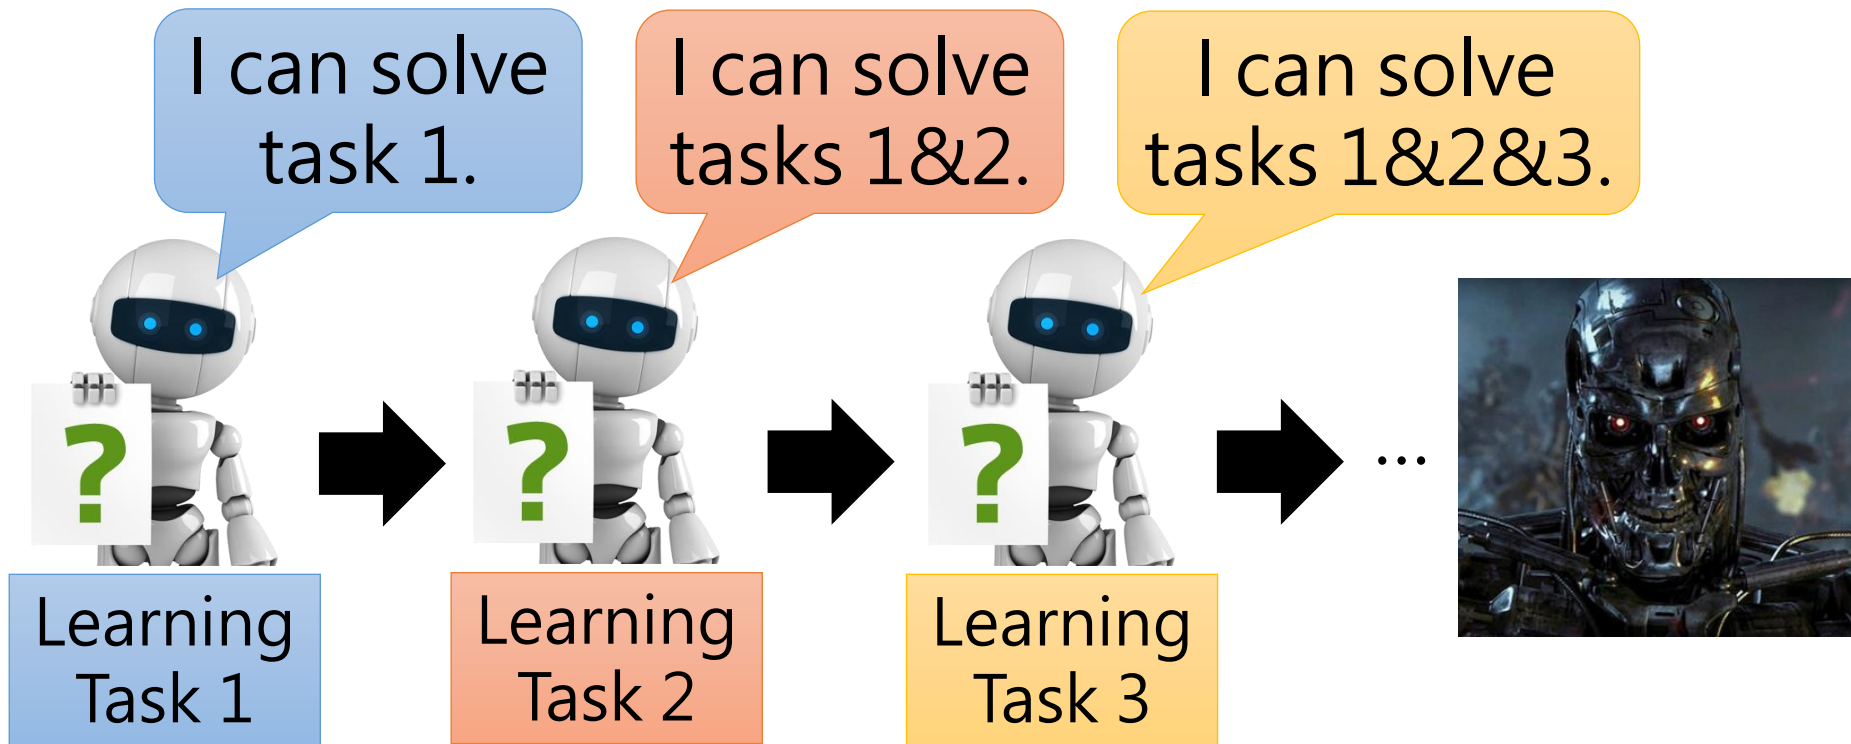 I can solve
task 1.
I can solve
tasks 1&2.
I can solve
tasks 1&2&3.
?
?
?
...
Learning
Task 1
Learning
Task 2
Learning
Task 3